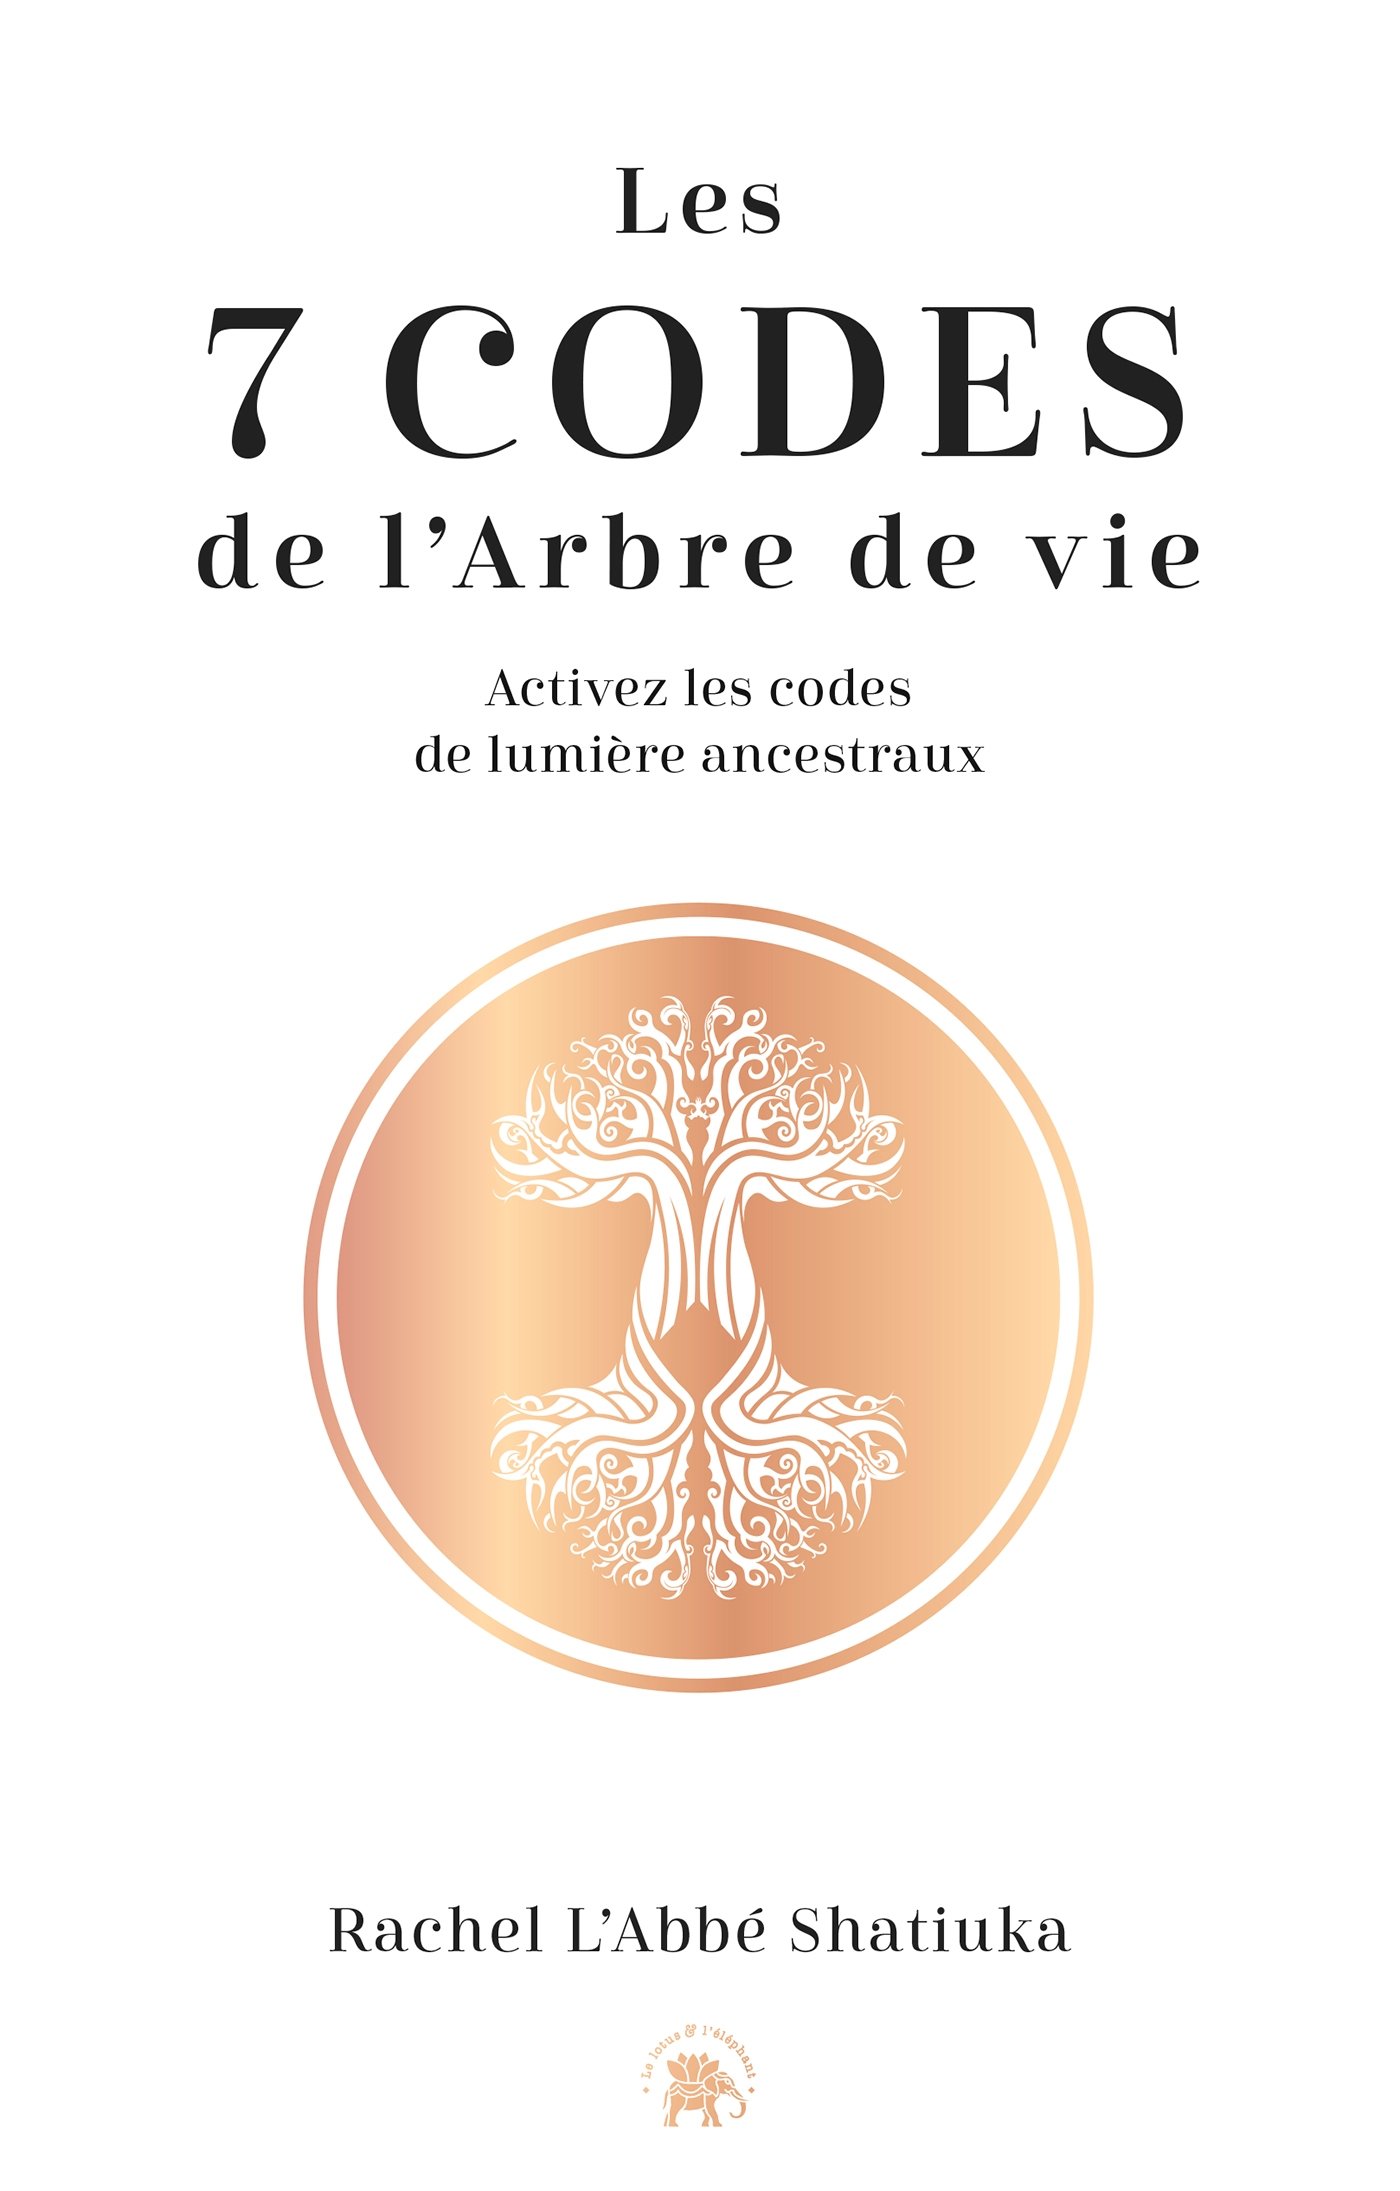 Les
7 CODES
de l’Arbre de vie
Activez les codes
de lumière ancestraux
Rachel L’Abbé Shatiuka
Le lotus & l’éléphant